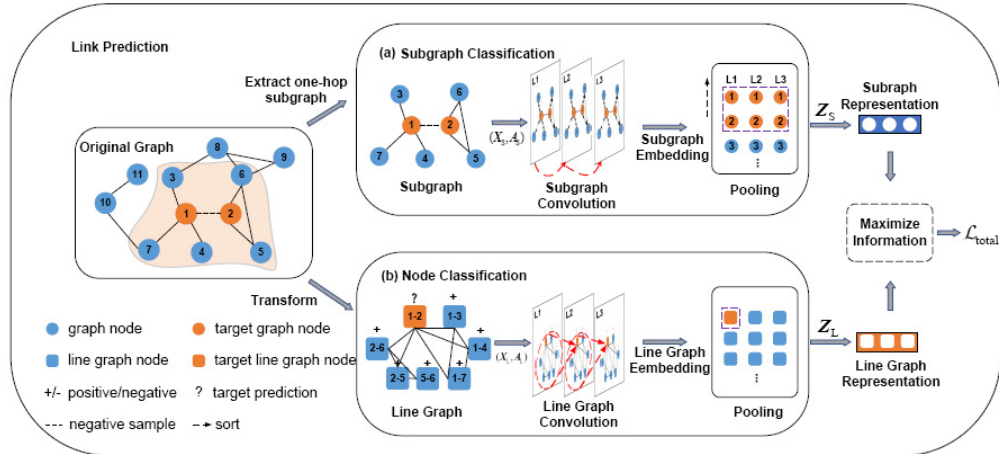 Link Prediction
Extract one-hop
subgraph
Original Graph
8
9
11
3
6
10
1
2
7
4
5
(a) Subgraph Classification
3
6
1
2
7
4
5
Subgraph
(X_S, A_S)
L1
L2
L3
Subgraph
Convolution
Subgraph
Embedding
L1 L2 L3
1 1 1
2 2 2
3 3 3
⋮
Pooling
Z_S
Subraph
Representation
Maximize
Information
ℒ_total
Transform
graph node
target graph node
line graph node
target line graph node
+/- positive/negative
? target prediction
negative sample
sort
(b) Node Classification
?
+
1-2
1-3
+
+
2-6
1-4
+ + +
2-5
5-6
1-7
Line Graph
(X_L, A_L)
L1
L2
L3
Line Graph
Convolution
Line Graph
Eembedding
⋮
Pooling
Z_L
Line Graph
Representation